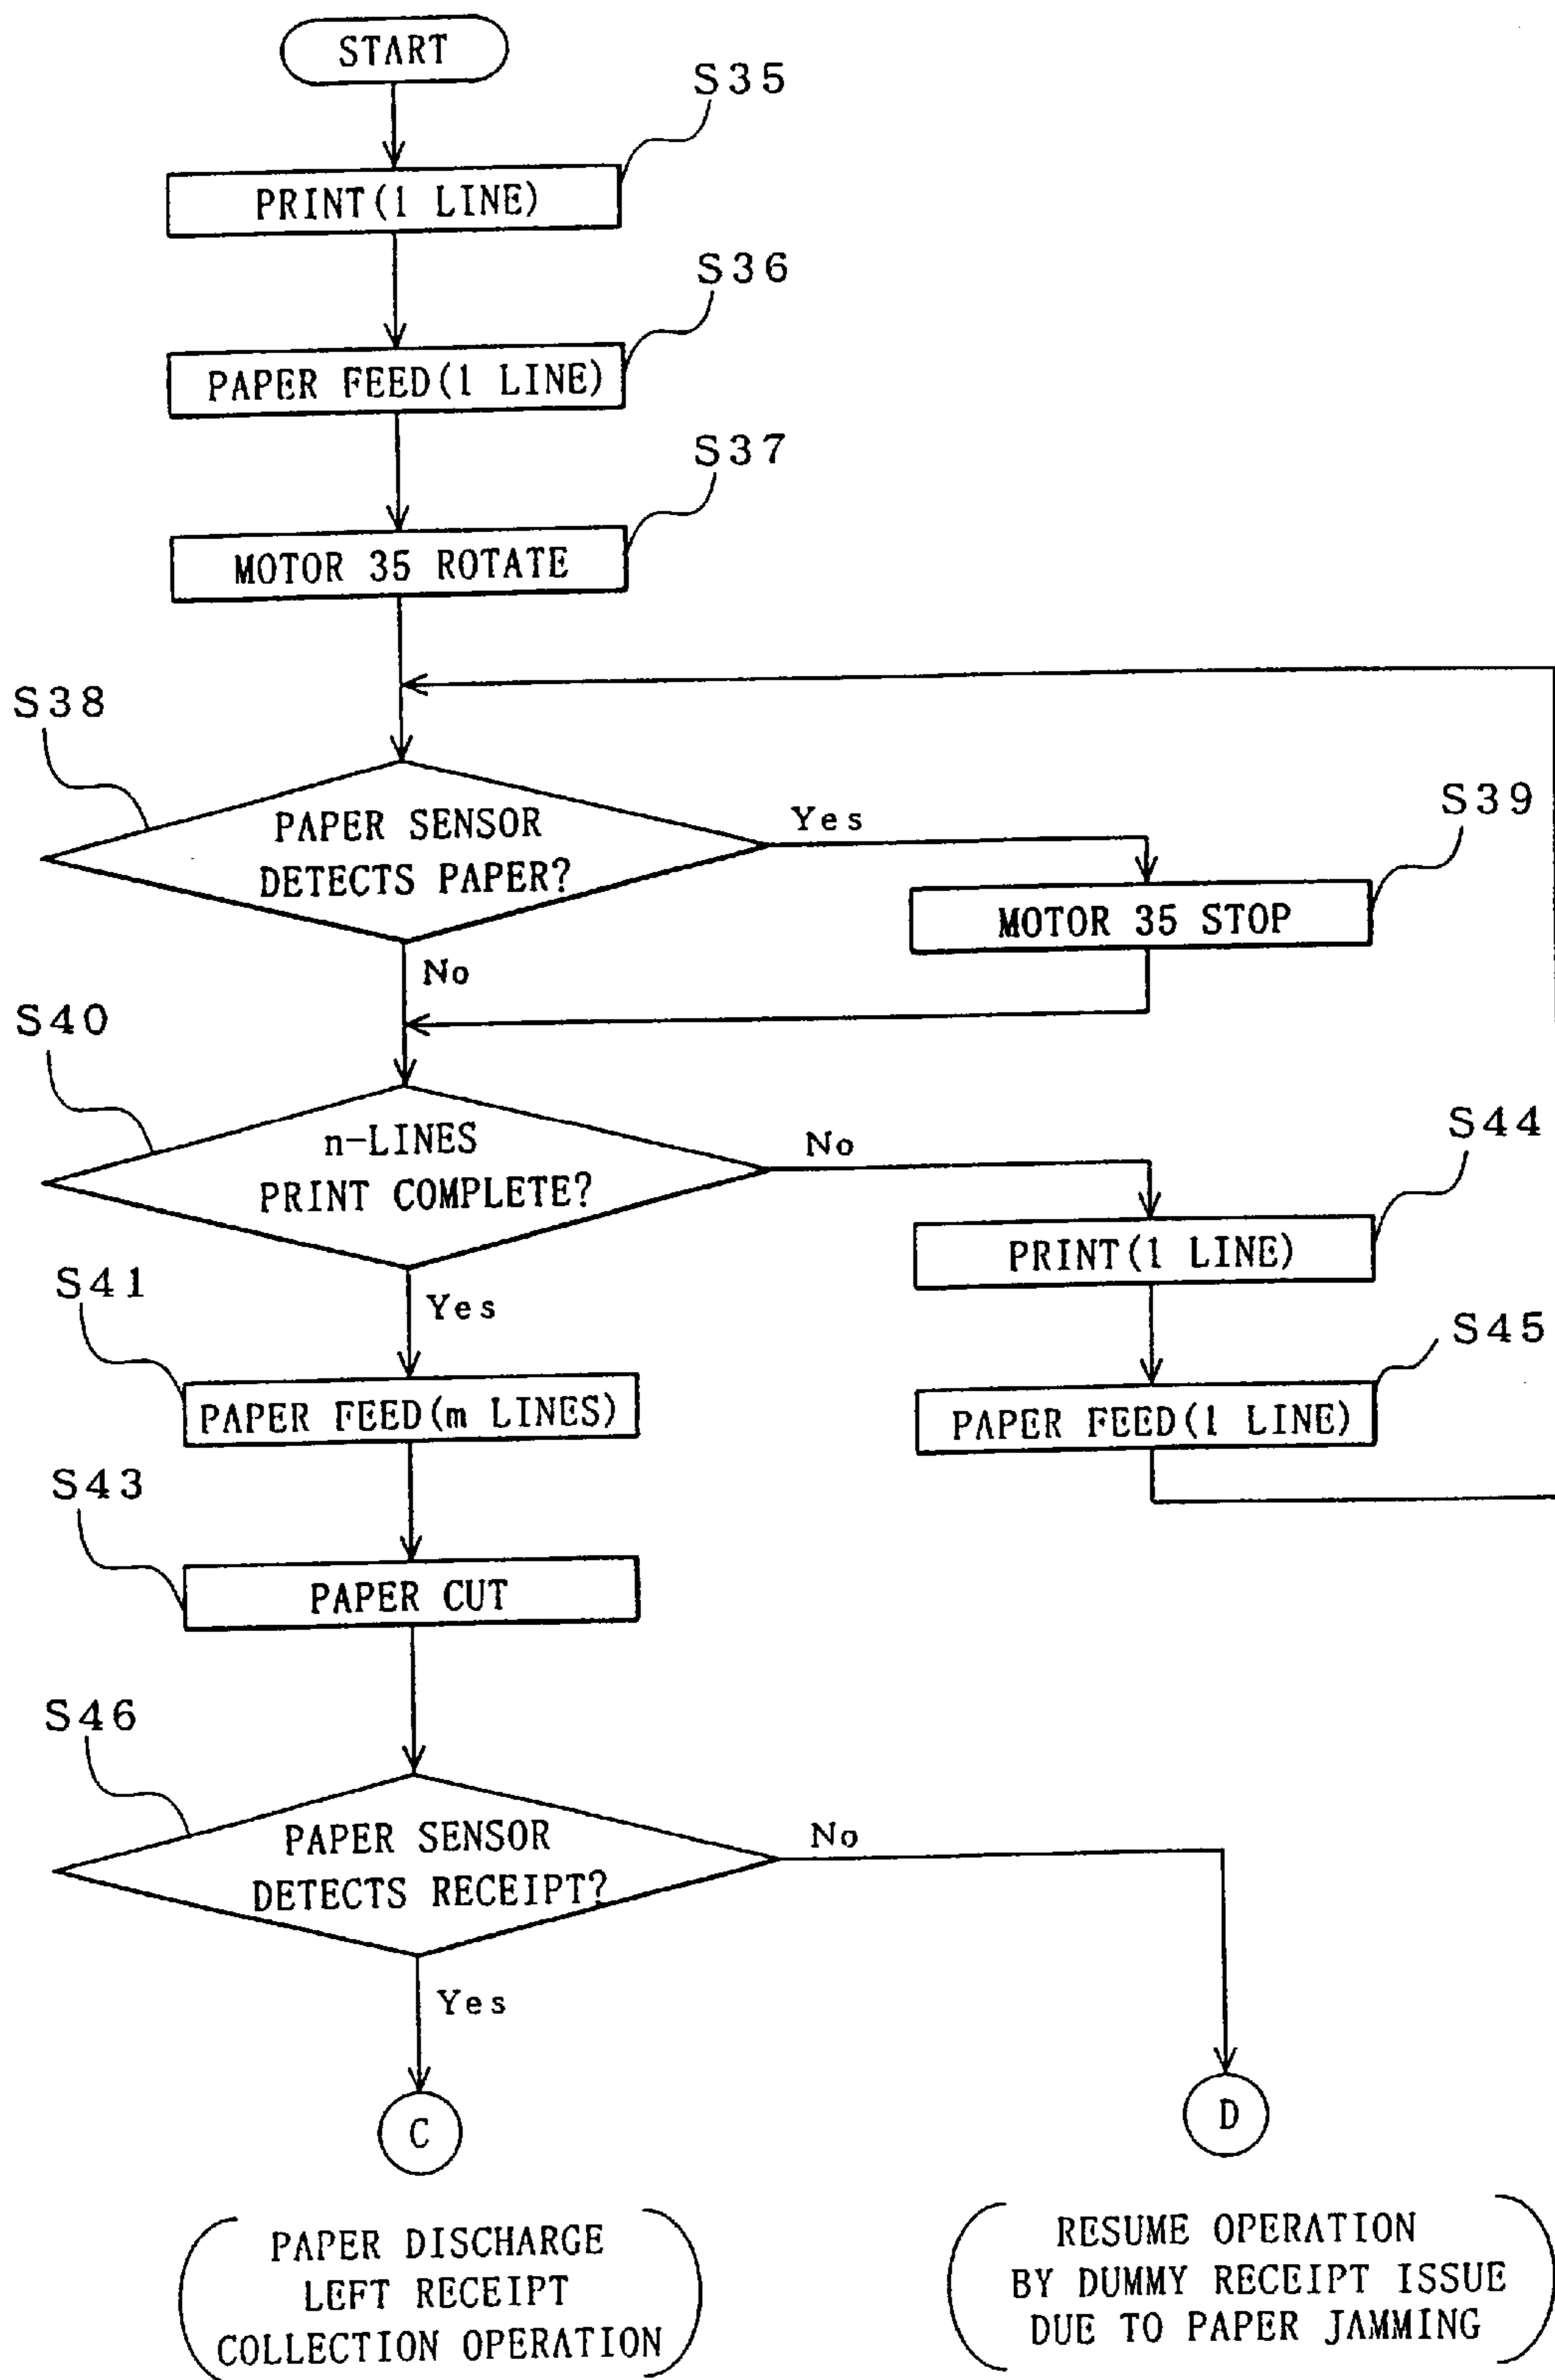 START
S35
PRINT(1 LINE)
S36
PAPER FEED(1 LINE)
S37
MOTOR 35 ROTATE
S38
PAPER SENSOR
DETECTS PAPER?
Yes
No
S39
MOTOR 35 STOP
S40
n-LINES
PRINT COMPLETE?
No
Yes
S44
PRINT(1 LINE)
S45
PAPER FEED(1 LINE)
S41
PAPER FEED(m LINES)
S43
PAPER CUT
S46
PAPER SENSOR
DETECTS RECEIPT?
No
Yes
C
D
PAPER DISCHARGE
LEFT RECEIPT
COLLECTION OPERATION
RESUME OPERATION
BY DUMMY RECEIPT ISSUE
DUE TO PAPER JAMMING